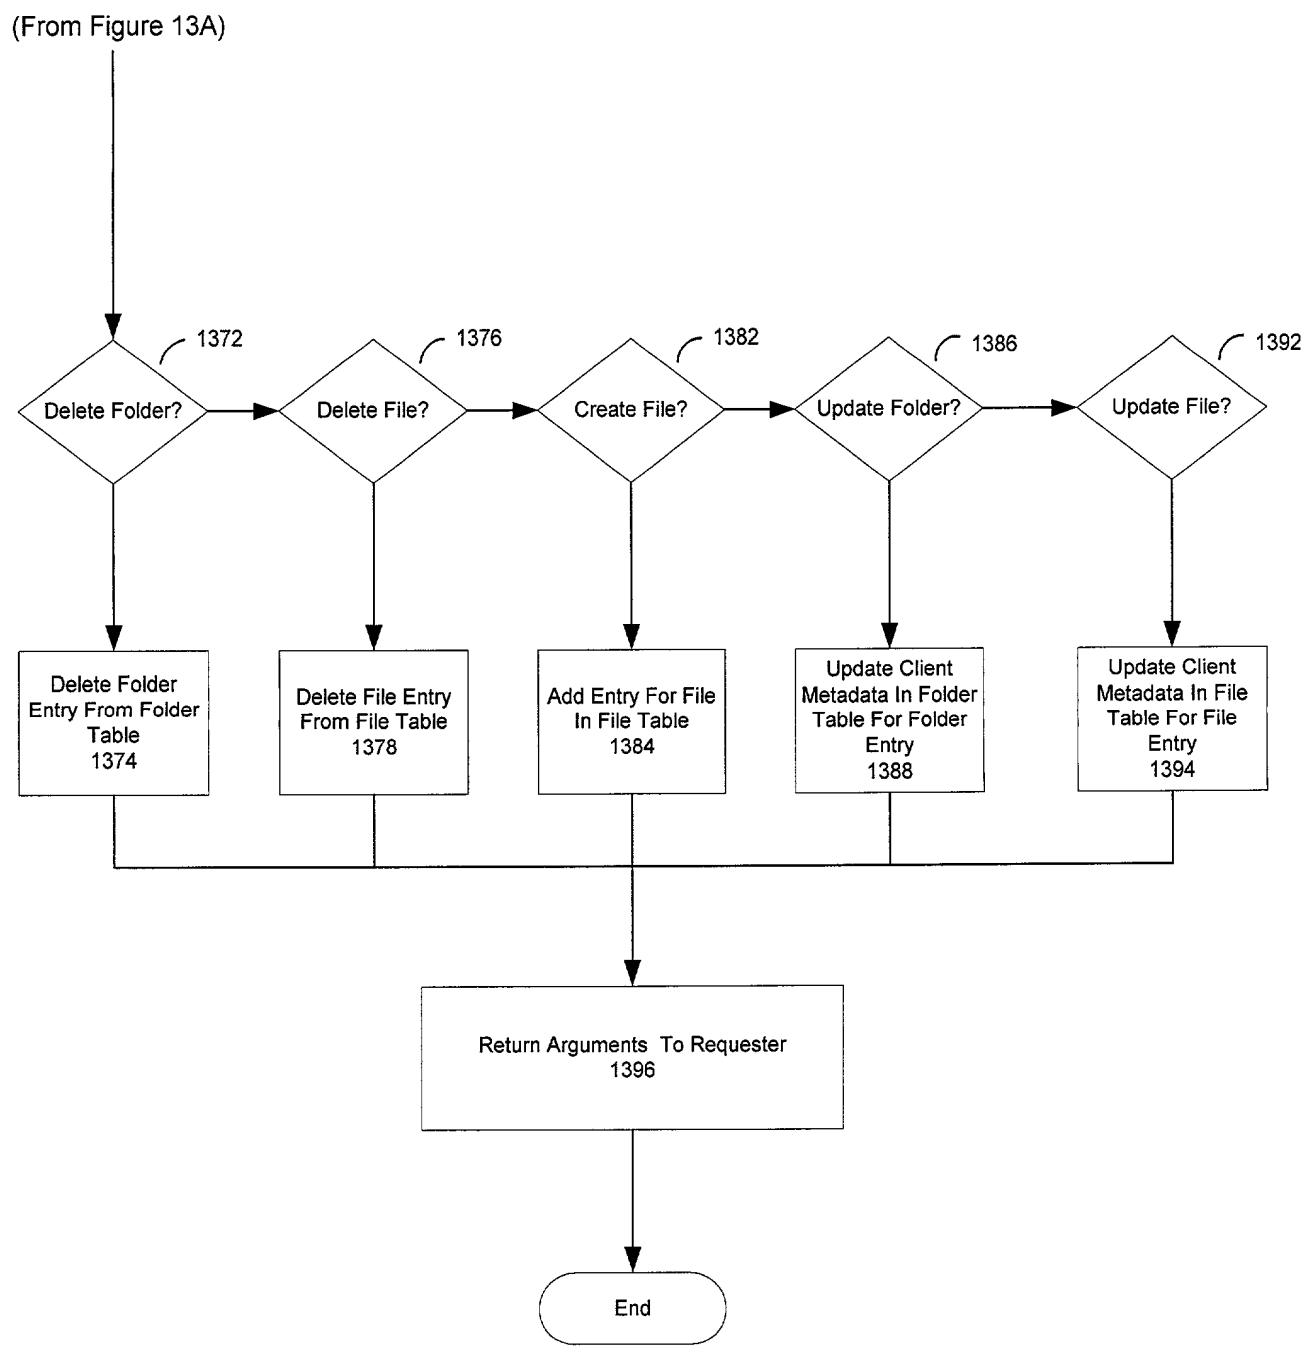 (From Figure 13A)
1372
1376
1382
1386
1392
Delete Folder?
Delete File?
Create File?
Update Folder?
Update File?
Delete Folder
Entry From Folder
Table
1374
Delete File Entry
From File Table
1378
Add Entry For File
In File Table
1384
Update Client
Metadata In Folder
Table For Folder
Entry
1388
Update Client
Metadata In File
Table For File
Entry
1394
Return Arguments To Requester
1396
End